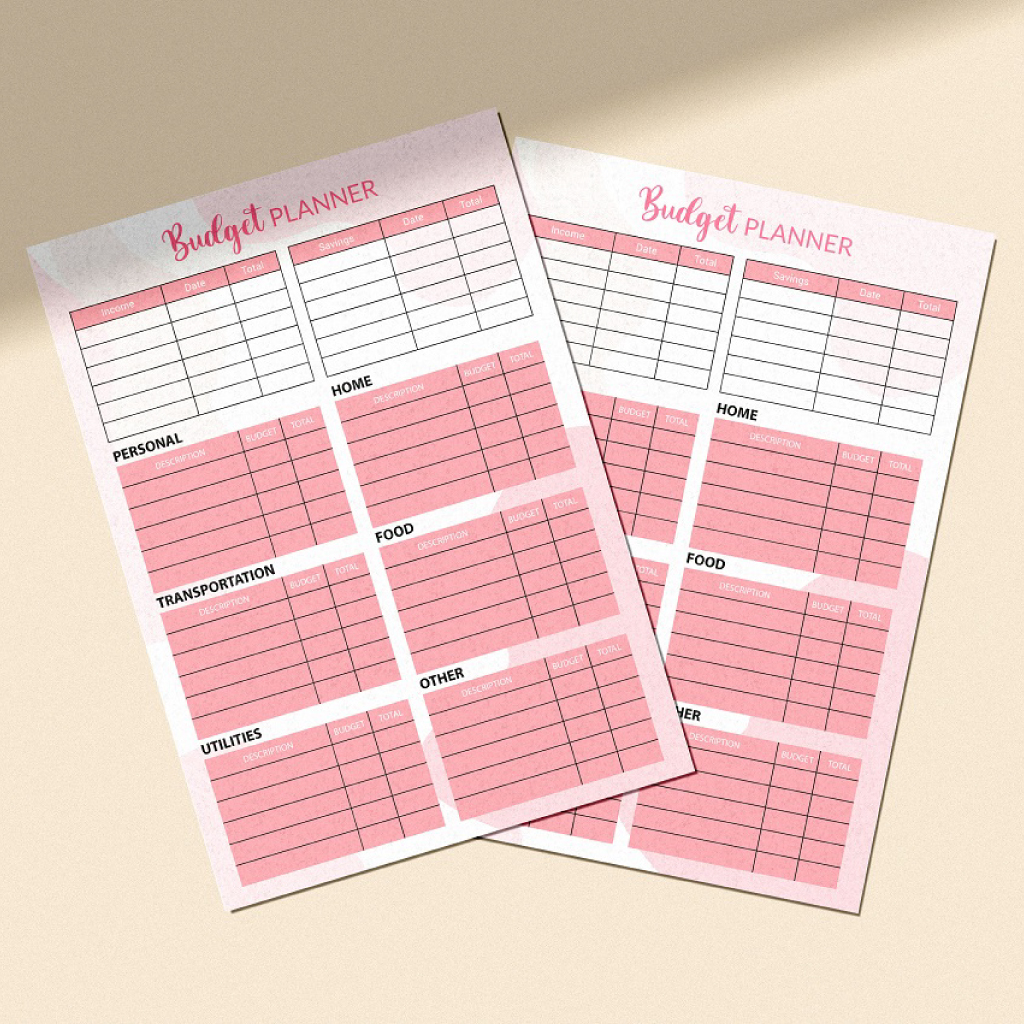 Budget PLANNER
Income Date Total
Savings Date Total
PERSONAL
DESCRIPTION BUDGET TOTAL
HOME
DESCRIPTION BUDGET TOTAL
TRANSPORTATION
DESCRIPTION BUDGET TOTAL
FOOD
DESCRIPTION BUDGET TOTAL
UTILITIES
DESCRIPTION BUDGET TOTAL
OTHER
DESCRIPTION BUDGET TOTAL
Budget PLANNER
Income Date Total
Savings Date Total
BUDGET TOTAL
HOME
DESCRIPTION BUDGET TOTAL
TOTAL
FOOD
DESCRIPTION BUDGET TOTAL
HER
DESCRIPTION BUDGET TOTAL